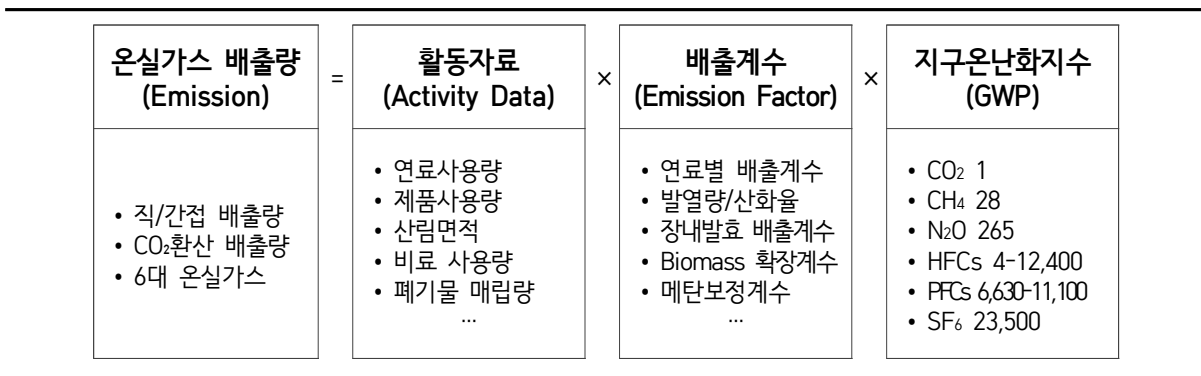 온실가스 배출량
(Emission)
=
활동자료
(Activity Data)
×
배출계수
(Emission Factor)
×
지구온난화지수
(GWP)
• 직/간접 배출량
• CO₂환산 배출량
• 6대 온실가스
• 연료사용량
• 제품사용량
• 산림면적
• 비료 사용량
• 폐기물 매립량
...
• 연료별 배출계수
• 발열량/산화율
• 장내발효 배출계수
• Biomass 확장계수
• 메탄보정계수
...
• CO₂ 1
• CH₄ 28
• N₂O 265
• HFCs 4-12,400
• PFCs 6,630-11,100
• SF₆ 23,500